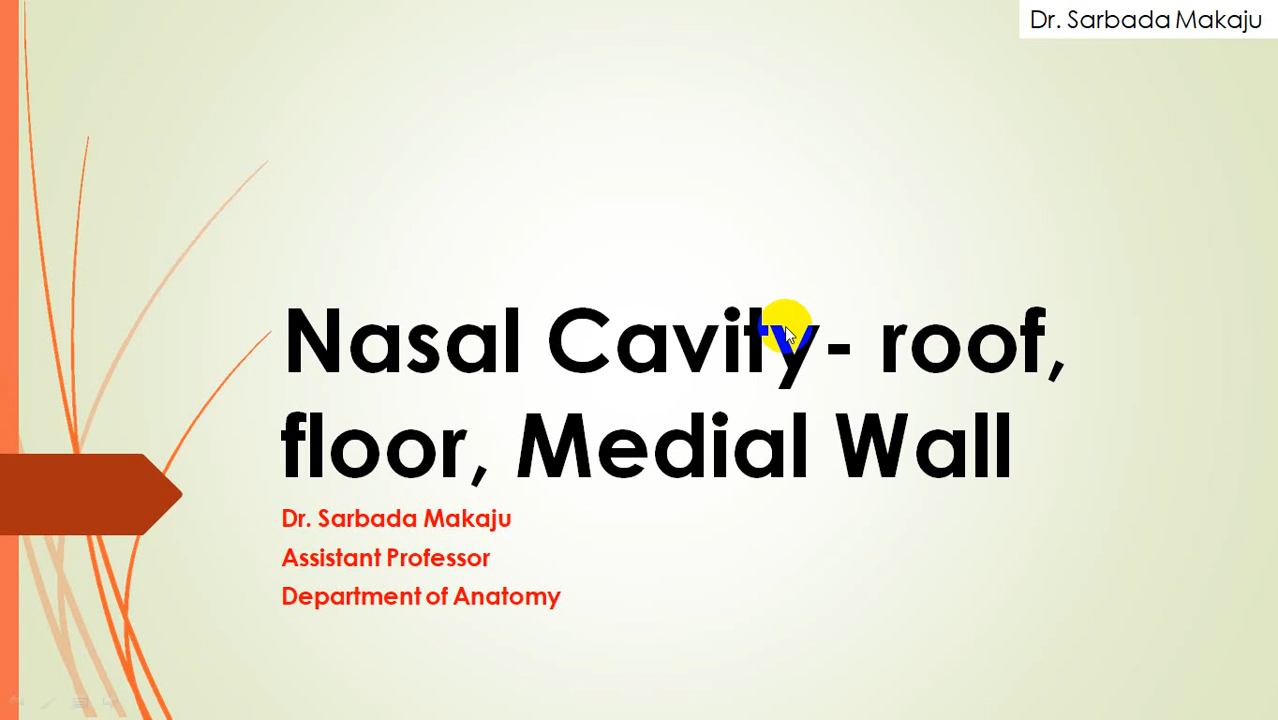 Dr. Sarbada Makaju
Nasal Cavity- roof,
floor, Medial Wall
Dr. Sarbada Makaju
Assistant Professor
Department of Anatomy